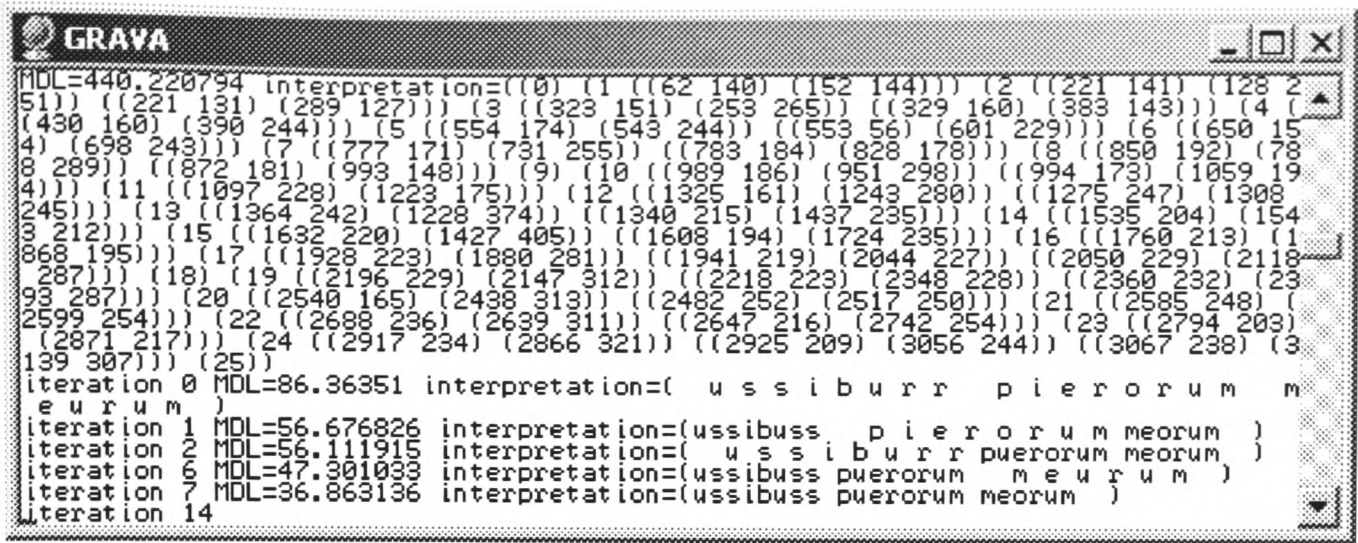 GRAVA
MDL=440.220794 interpretation=((0) (1 ((62 140) (152 144))) (2 ((221 141) (128 2
51)) ((221 131) (289 127))) (3 ((323 151) (253 265)) ((329 160) (383 143))) (4 (
(430 160) (390 244))) (5 ((554 174) (543 244)) ((553 56) (601 229))) (6 ((650 15
4) (698 243))) (7 ((777 171) (731 255)) ((783 184) (828 178))) (8 ((850 192) (78
8 289)) ((872 181) (993 148))) (9) (10 ((989 186) (951 298)) ((994 173) (1059 19
4))) (11 ((1097 228) (1223 175))) (12 ((1325 161) (1243 280)) ((1275 247) (1308
245))) (13 ((1364 242) (1228 374)) ((1340 215) (1437 235))) (14 ((1535 204) (154
3 212))) (15 ((1632 220) (1427 405)) ((1608 194) (1724 235))) (16 ((1760 213) (1
868 195))) (17 ((1928 223) (1880 281)) ((1941 219) (2044 227)) ((2050 229) (2118
287))) (18) (19 ((2196 229) (2147 312)) ((2218 223) (2348 228)) ((2360 232) (23
93 287))) (20 ((2540 165) (2438 313)) ((2482 252) (2517 250))) (21 ((2585 248) (
2599 254))) (22 ((2688 236) (2639 311)) ((2647 216) (2742 254))) (23 ((2794 203)
(2871 217))) (24 ((2917 234) (2866 321)) ((2925 209) (3056 244)) ((3067 238) (3
139 307))) (25))
iteration 0 MDL=86.36351 interpretation=( u s s i b u r r p i e r o r u m m
e u r u m )
iteration 1 MDL=56.676826 interpretation=(ussibuss p i e r o r u m meorum )
iteration 2 MDL=56.111915 interpretation=( u s s i b u r r puerorum meorum )
iteration 6 MDL=47.301033 interpretation=(ussibuss puerorum m e u r u m )
iteration 7 MDL=36.863136 interpretation=(ussibuss puerorum meorum )
iteration 14